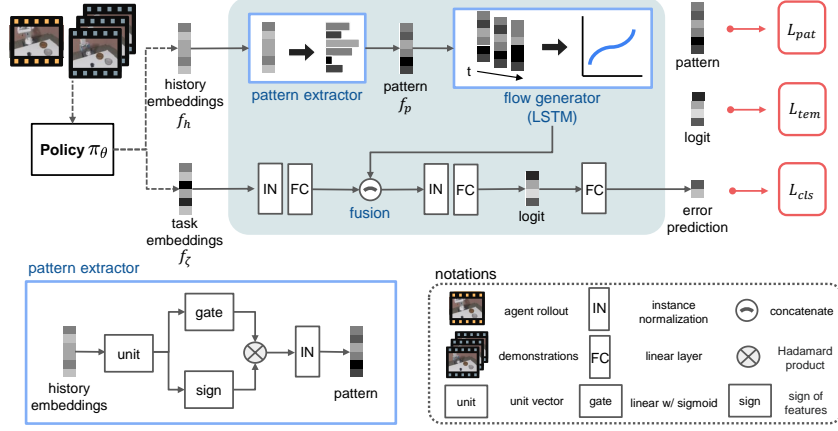 history
embeddings
f_h
pattern extractor
pattern
f_p
t
flow generator
(LSTM)
pattern
L_pat
logit
L_tem
Policy π_θ
task
embeddings
f_ζ
IN
FC
fusion
IN
FC
logit
FC
error
prediction
L_cls
pattern extractor
history
embeddings
unit
gate
sign
IN
pattern
notations
agent rollout
IN
instance
normalization
concatenate
demonstrations
FC
linear layer
Hadamard
product
unit
unit vector
gate
linear w/ sigmoid
sign
sign of
features